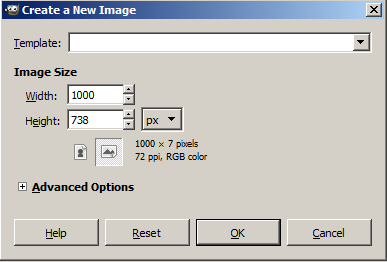 Create a New Image
Template:
Image Size
Width: 1000
Height: 738 px
1000 × 7 pixels
72 ppi, RGB color
Advanced Options
Help Reset OK Cancel